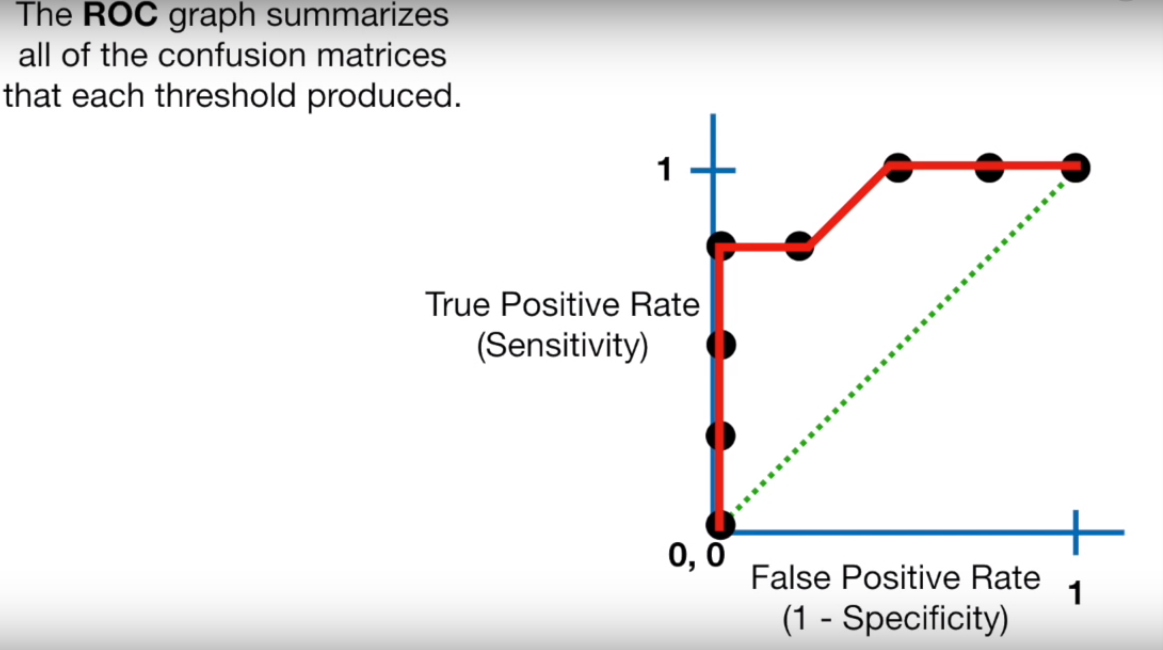 The ROC graph summarizes
all of the confusion matrices
that each threshold produced.
1
True Positive Rate
(Sensitivity)
0, 0
False Positive Rate
(1 - Specificity)
1